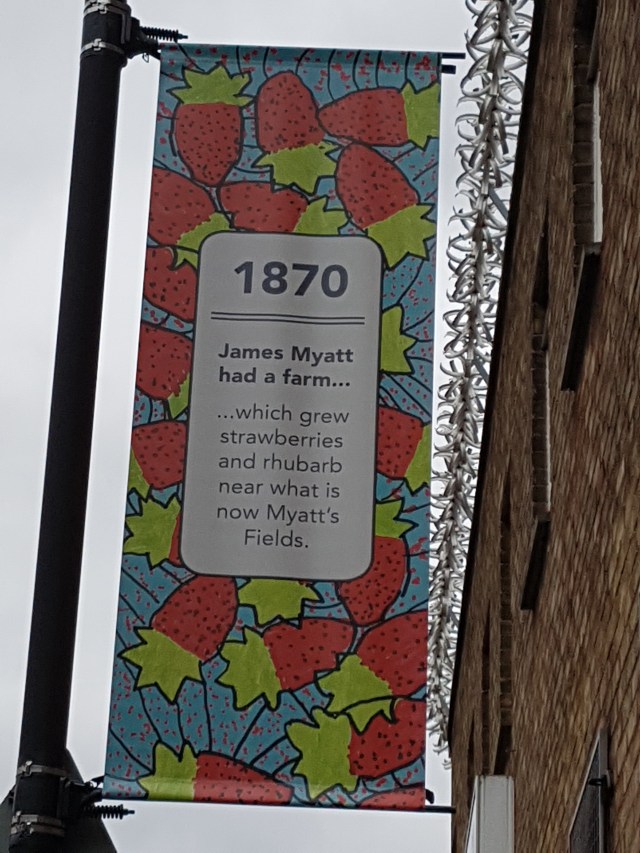 1870
James Myatt
had a farm...
...which grew
strawberries
and rhubarb
near what is
now Myatt's
Fields.